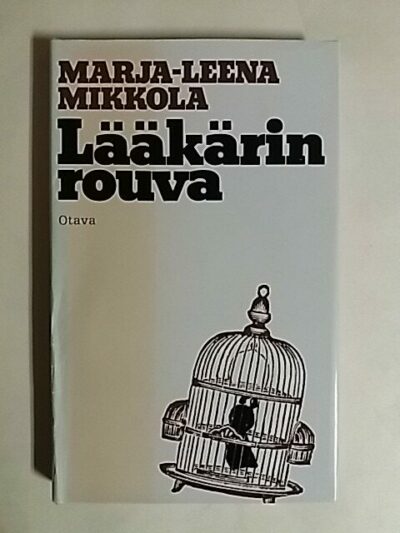 MARJA-LEENA
MIKKOLA
Lääkärin
rouva
Otava